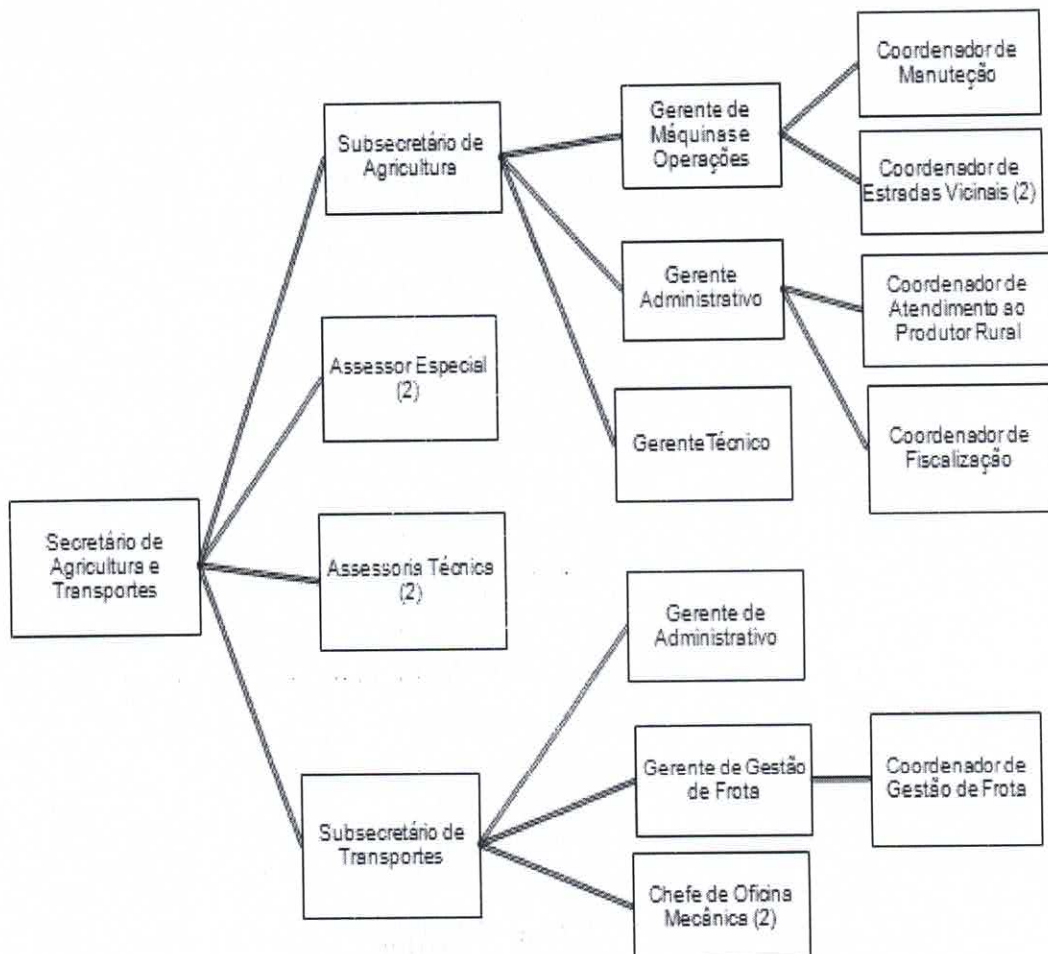 Coordenador de
Manuteção
Subsecretário de
Agricultura
Gerente de
Máquinas e
Operações
Coordenador de
Estradas Vicinais (2)
Gerente
Administrativo
Coordenador de
Atendimento ao
Produtor Rural
Assessor Especial
(2)
Gerente Técnico
Coordenador de
Fiscalização
Secretário de
Agricultura e
Transportes
Assessoria Técnica
(2)
Gerente de
Administrativo
Gerente de Gestão
de Frota
Coordenador de
Gestão de Frota
Subsecretário de
Transportes
Chefe de Oficina
Mecânica (2)